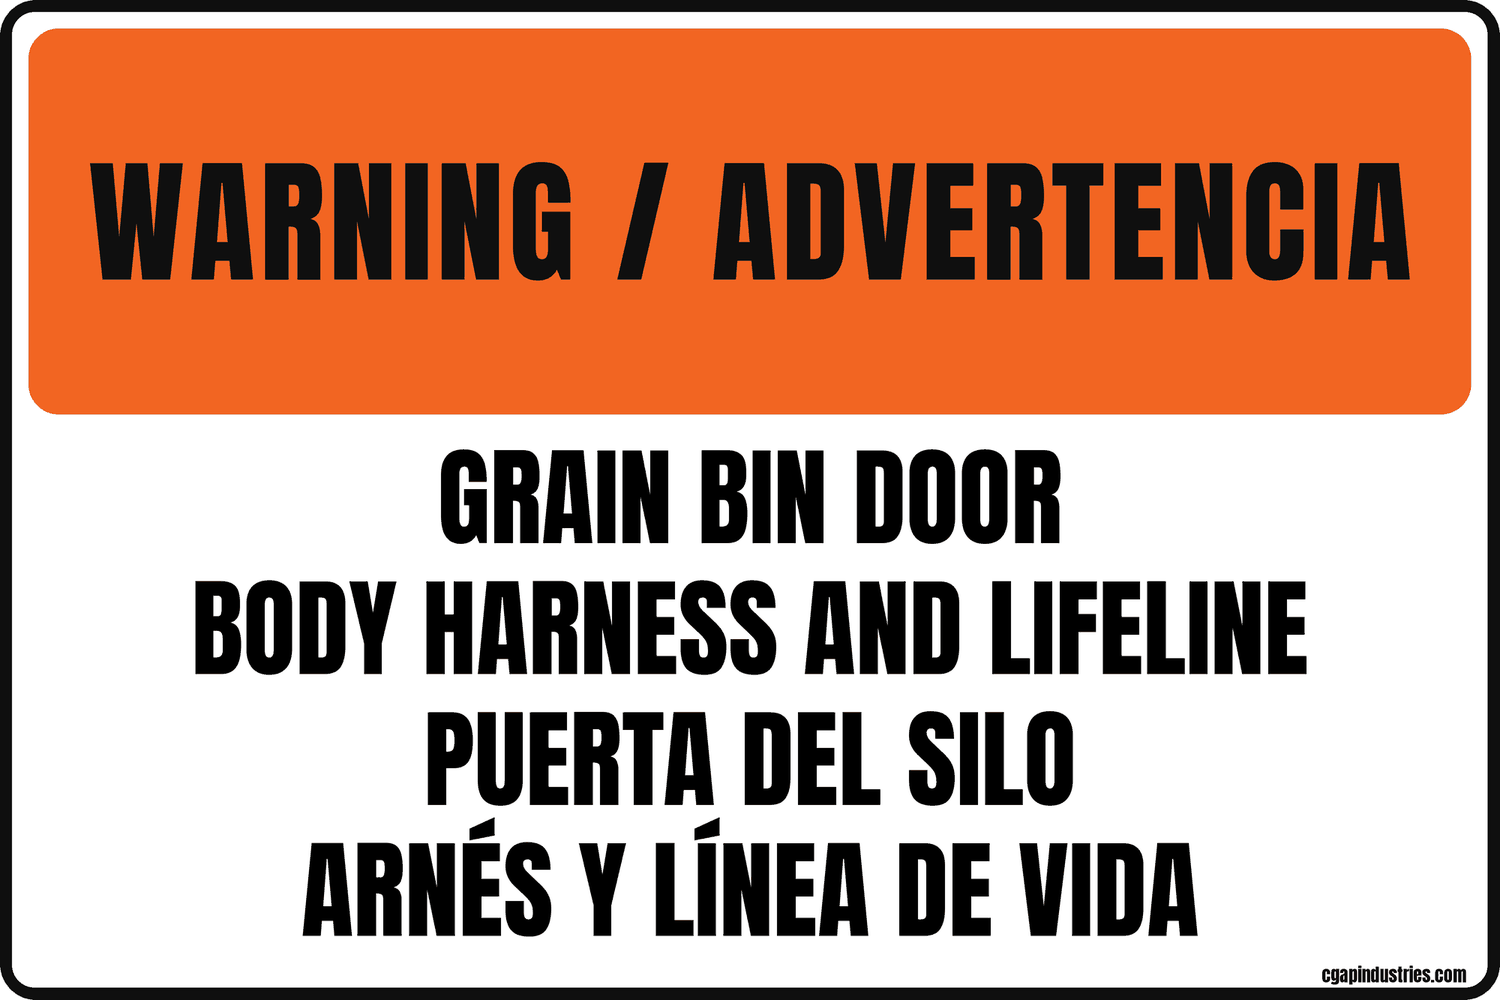 WARNING / ADVERTENCIA
GRAIN BIN DOOR
BODY HARNESS AND LIFELINE
PUERTA DEL SILO
ARNÉS Y LÍNEA DE VIDA
cgapindustries.com